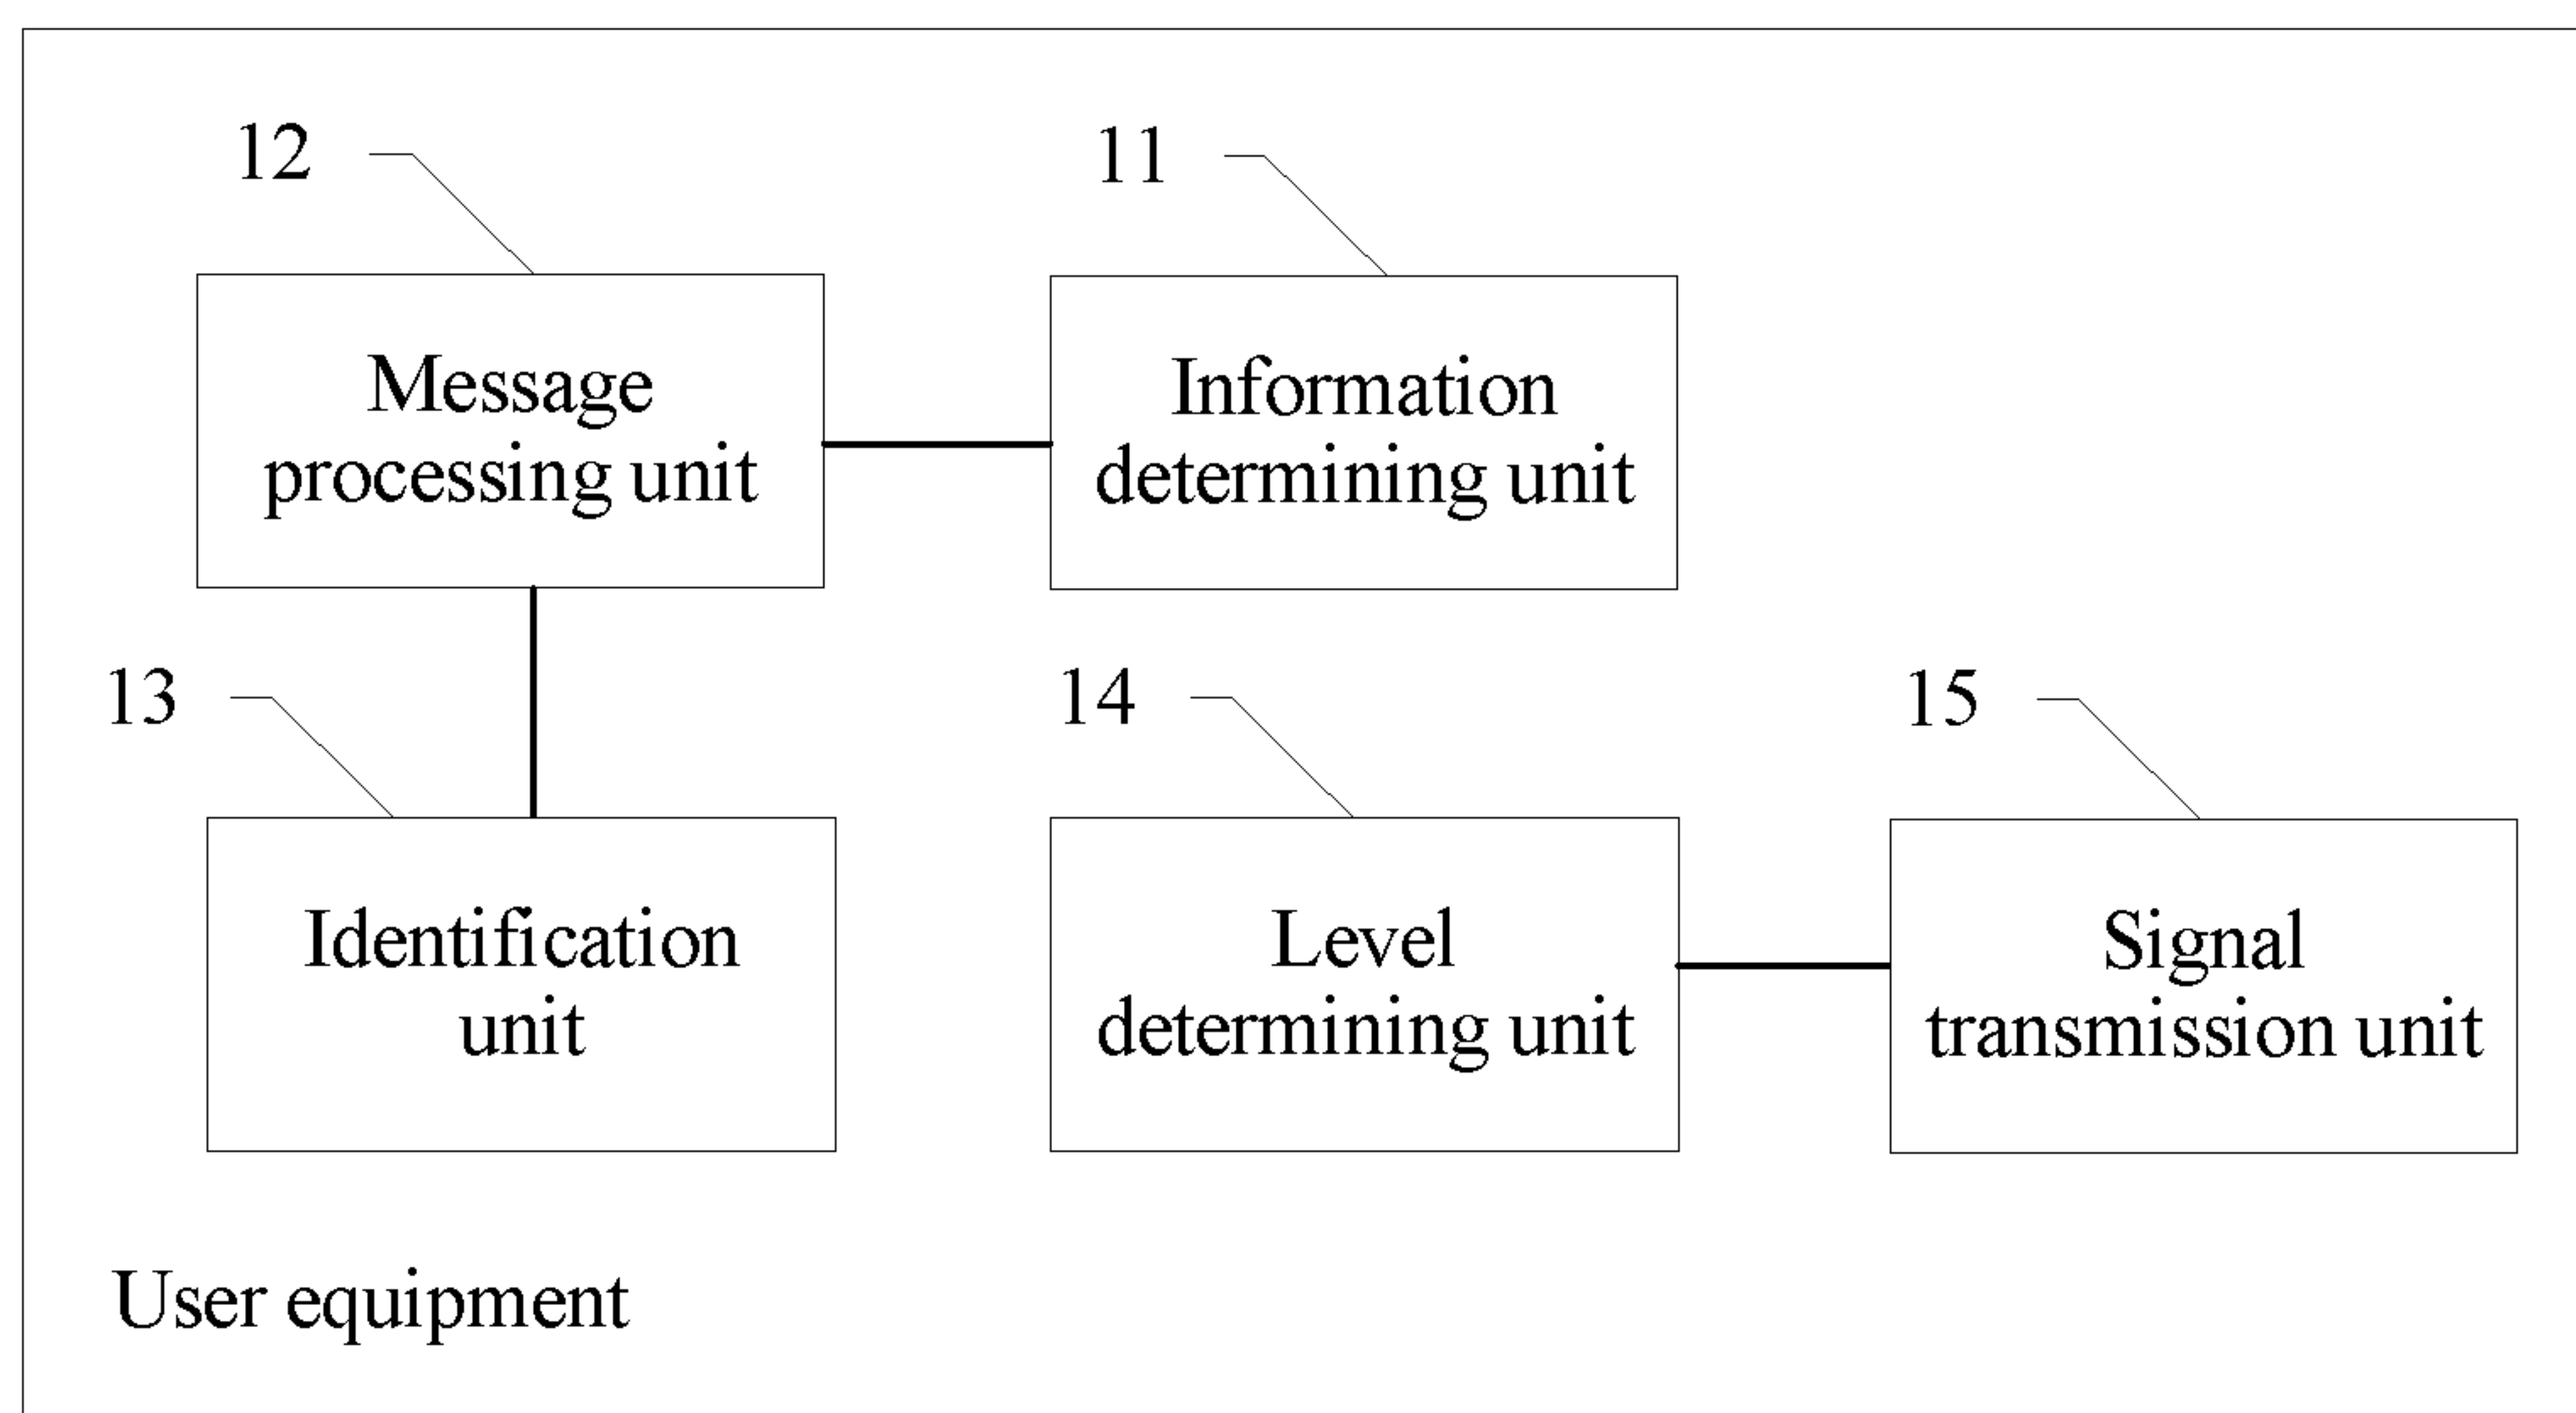 12
11
Message
processing unit
Information
determining unit
13
14
15
Identification
unit
Level
determining unit
Signal
transmission unit
User equipment